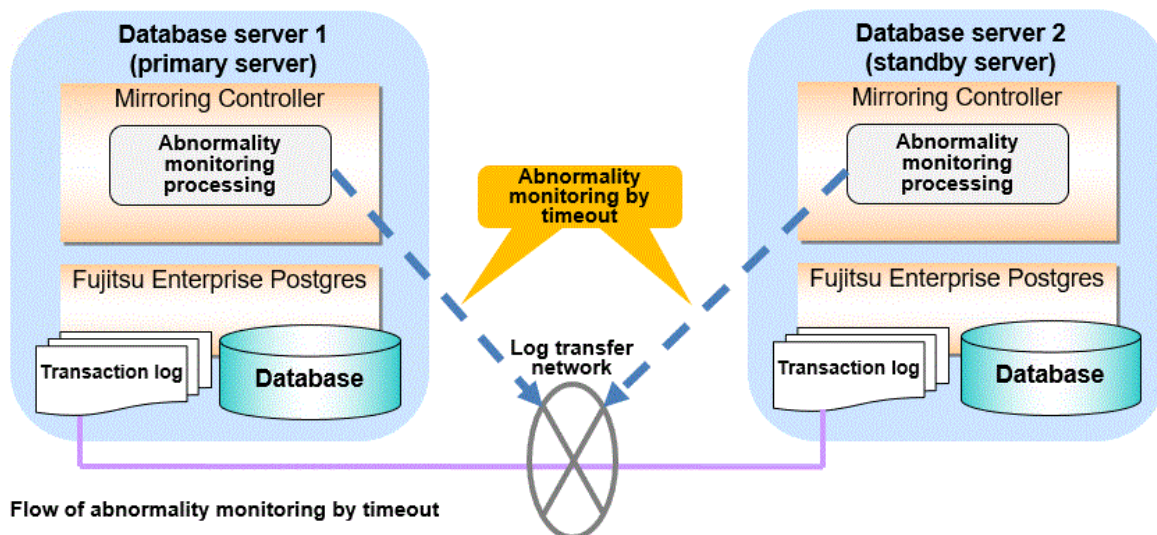 Database server 1
(primary server)
Mirroring Controller
Abnormality
monitoring
processing
Fujitsu Enterprise Postgres
Transaction log
Database
Abnormality
monitoring by
timeout
Log transfer
network
Database server 2
(standby server)
Mirroring Controller
Abnormality
monitoring
processing
Fujitsu Enterprise Postgres
Transaction log
Database
Flow of abnormality monitoring by timeout